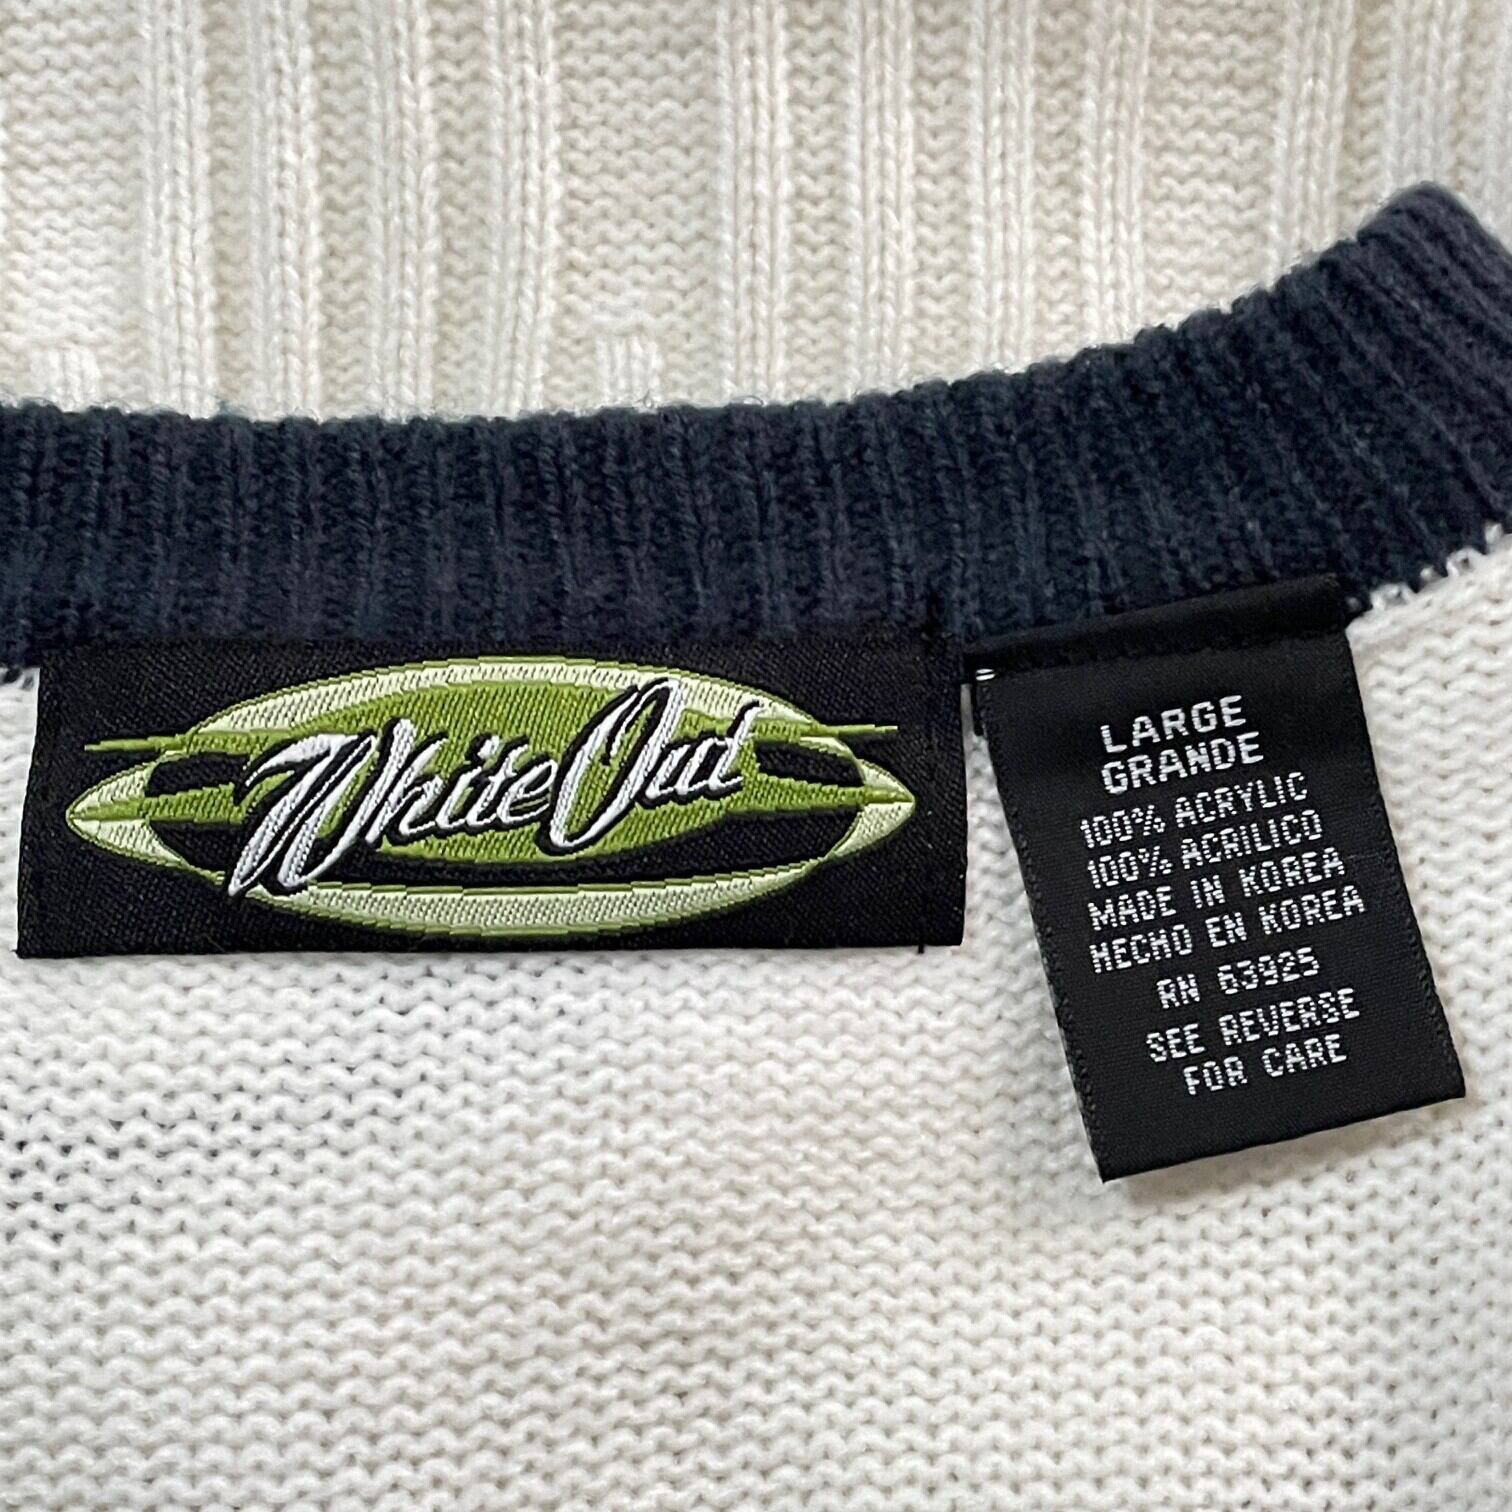 White Out
LARGE
GRANDE
100% ACRYLIC
100% ACRILICO
MADE IN KOREA
HECHO EN KOREA
RN 63925
SEE REVERSE
FOR CARE